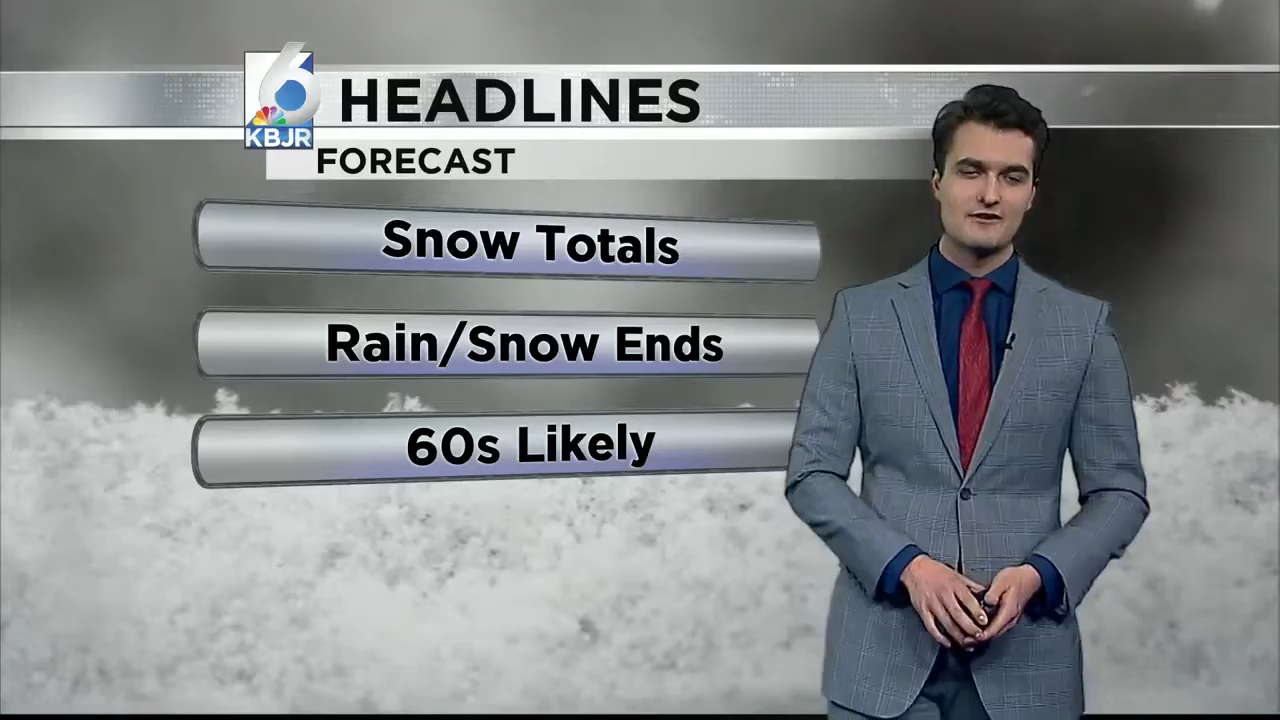 6
KBJR
HEADLINES
FORECAST
Snow Totals
Rain/Snow Ends
60s Likely